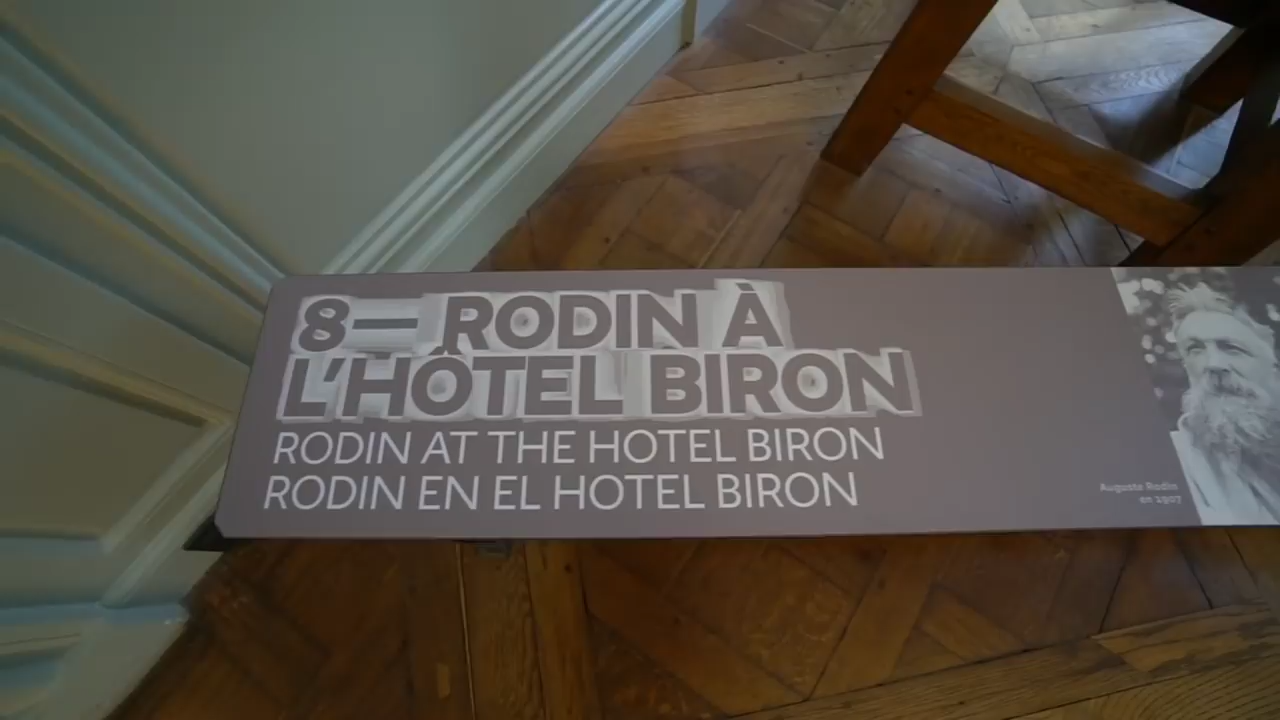 8— RODIN À
L'HÔTEL BIRON
RODIN AT THE HOTEL BIRON
RODIN EN EL HOTEL BIRON
Auguste Rodin
en 1907